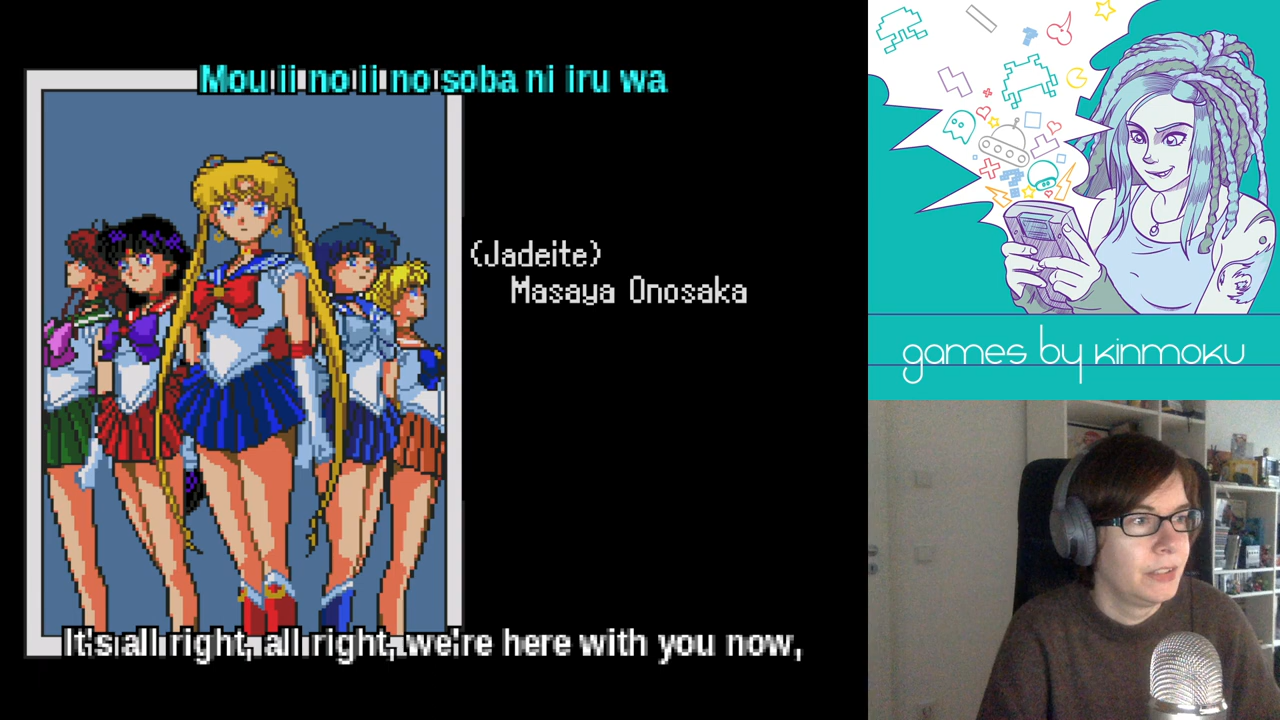 Mou ii no ii no soba ni iru wa
(Jadeite)
Masaya Onosaka
It's all right, all right, we're here with you now,
games by kinmoku